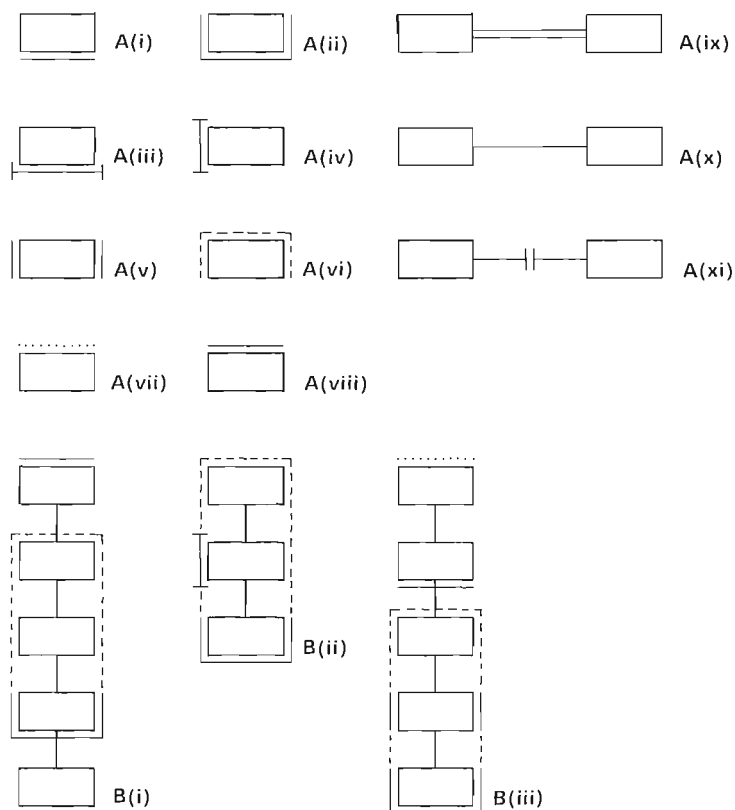 A(i) A(ii) A(ix)
A(iii) A(iv) A(x)
A(v) A(vi) A(xi)
A(vii) A(viii)
B(ii)
B(i) B(iii)